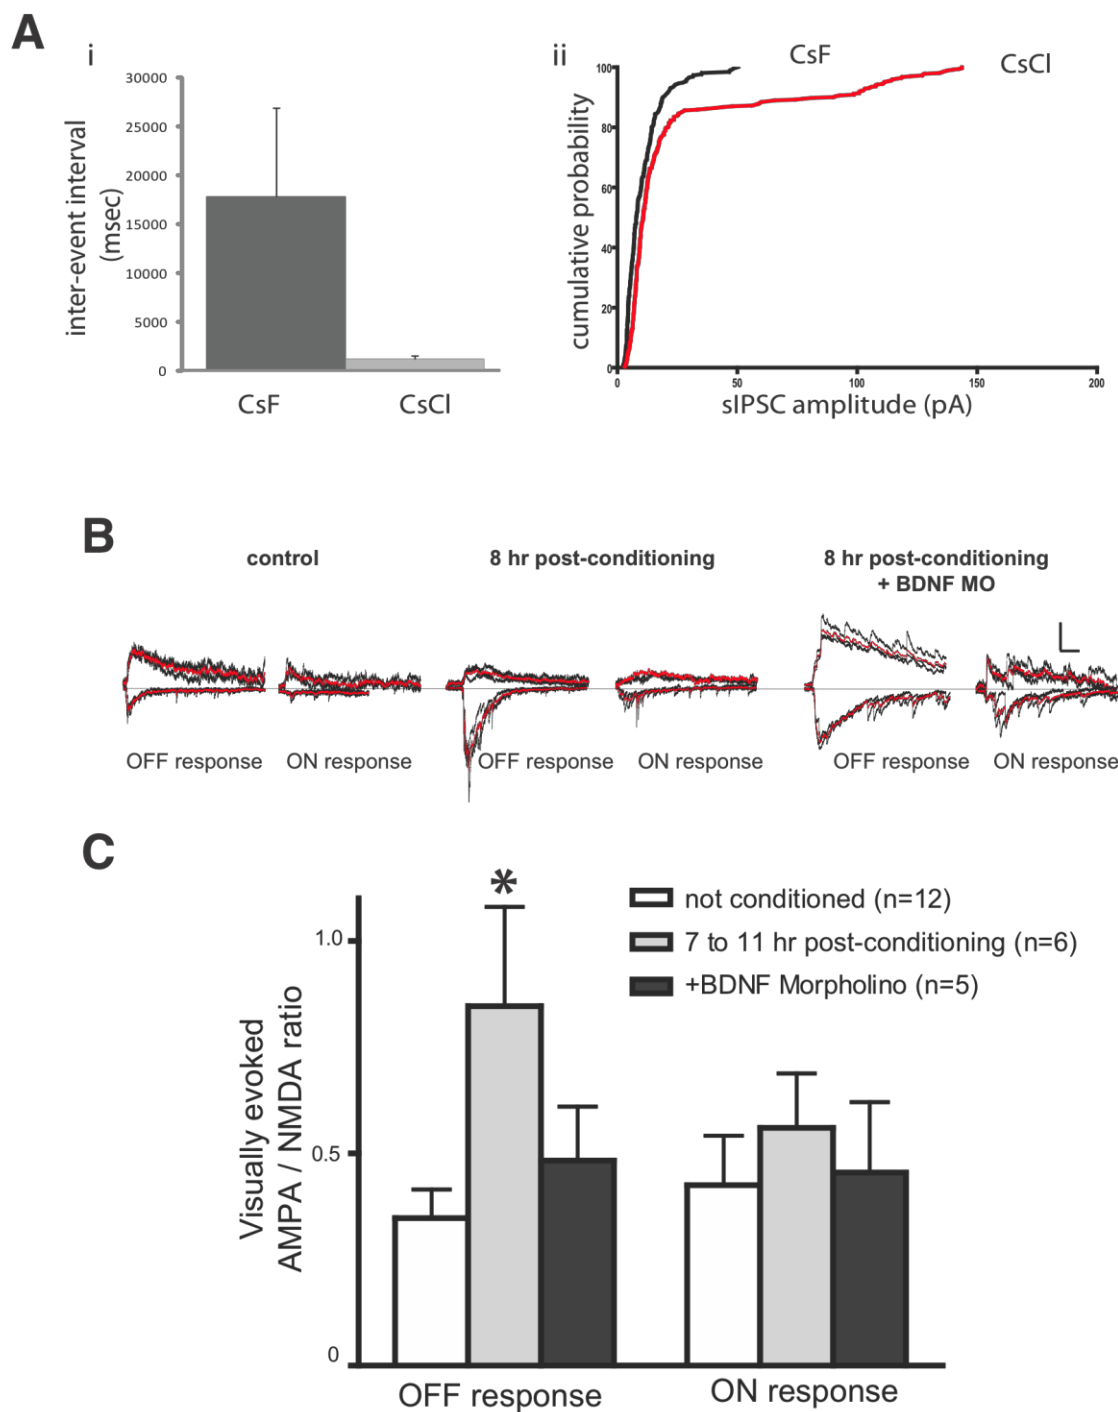 A
i
30000
25000
20000
15000
10000
5000
0
inter-event interval
(msec)
CsF
CsCl
ii
CsF
CsCl
100
80
60
40
20
0
cumulative probability
0
50
100
150
200
sIPSC amplitude (pA)
B
control
8 hr post-conditioning
8 hr post-conditioning
+ BDNF MO
OFF response
ON response
OFF response
ON response
OFF response
ON response
C
*
not conditioned (n=12)
7 to 11 hr post-conditioning (n=6)
+BDNF Morpholino (n=5)
Visually evoked
AMPA / NMDA ratio
1.0
0.5
0
OFF response
ON response